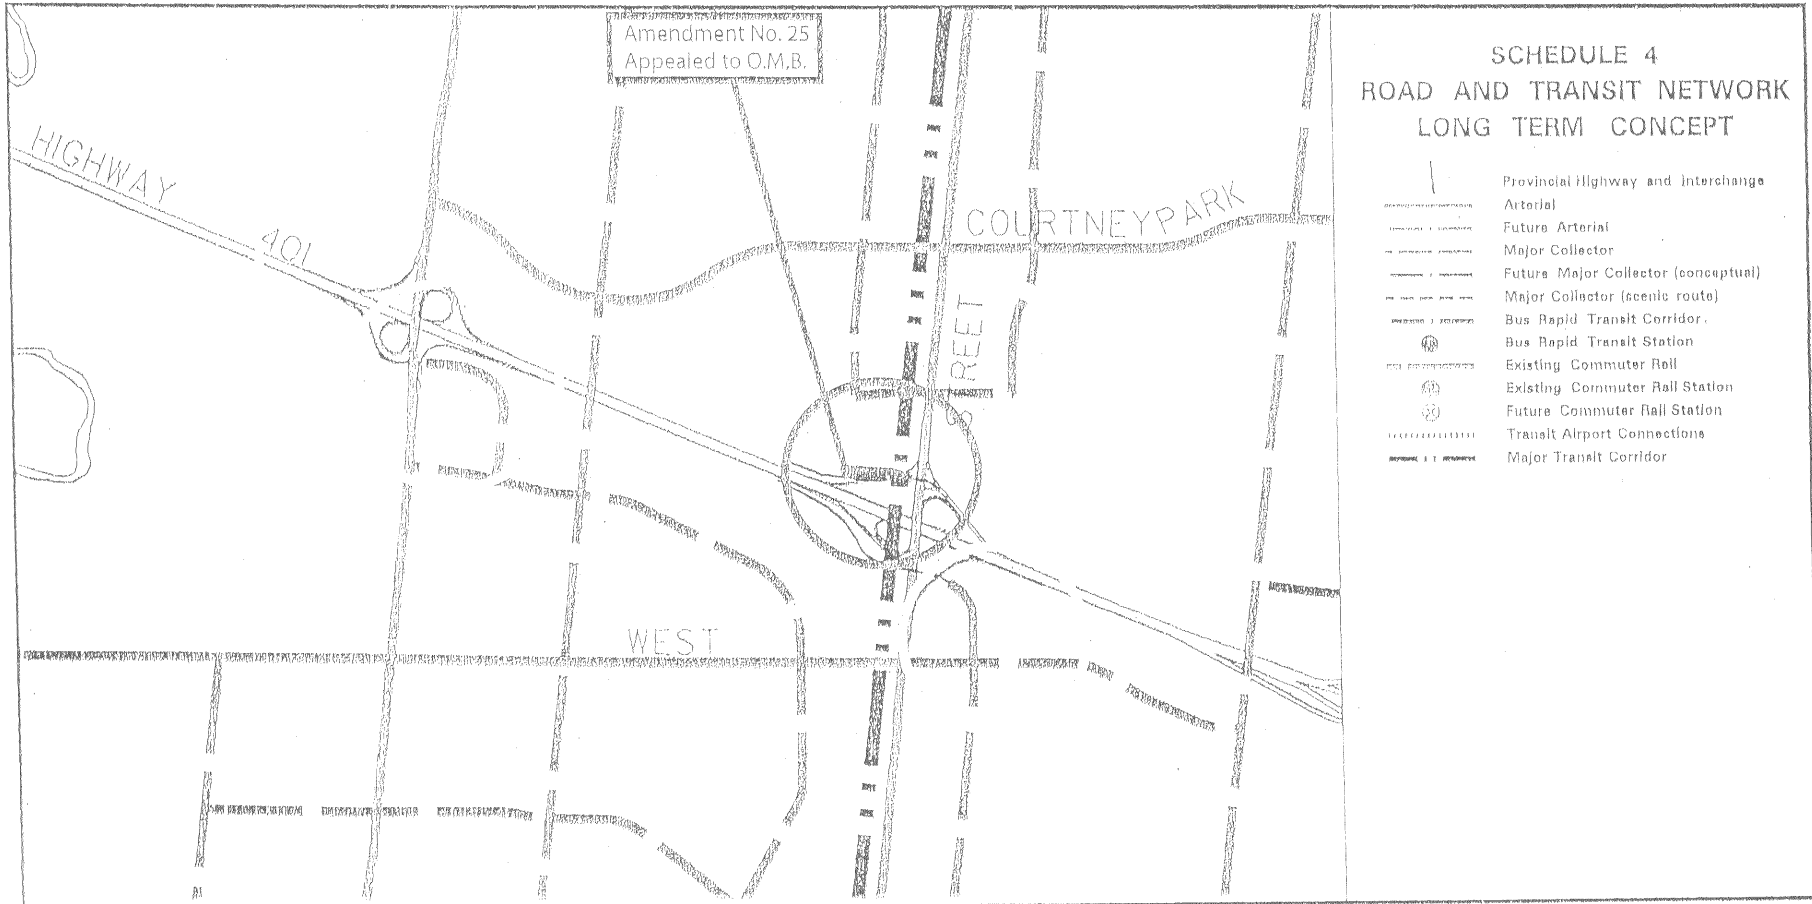 Amendment No. 25
Appealed to O.M.B.
HIGHWAY
401
COURTNEYPARK
STREET
WEST
SCHEDULE 4
ROAD AND TRANSIT NETWORK
LONG TERM CONCEPT
Provincial Highway and Interchange
Arterial
Future Arterial
Major Collector
Future Major Collector (conceptual)
Major Collector (scenic route)
Bus Rapid Transit Corridor
Bus Rapid Transit Station
Existing Commuter Rail
Existing Commuter Rail Station
Future Commuter Rail Station
Transit Airport Connections
Major Transit Corridor